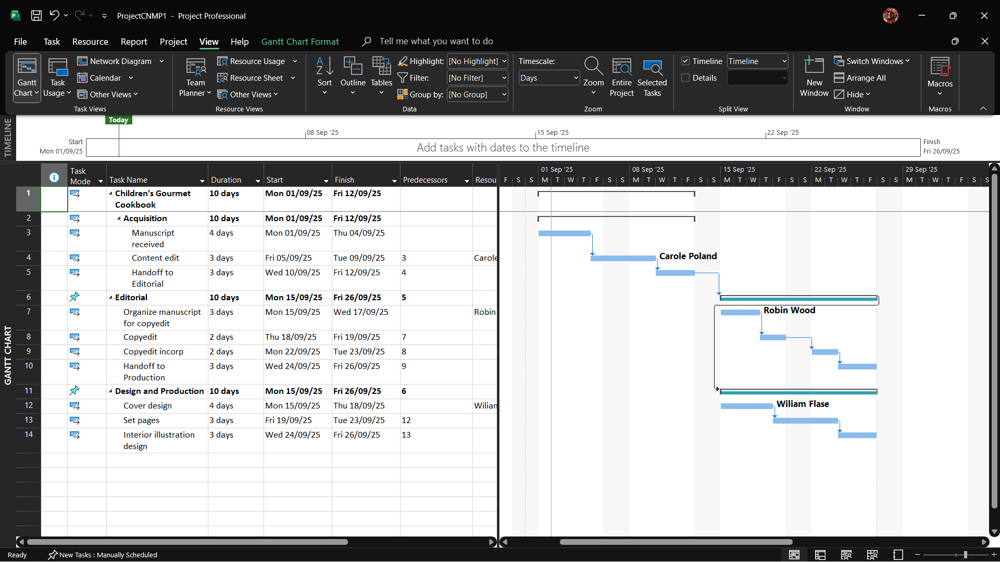 ProjectCNMP1 - Project Professional
File Task Resource Report Project View Help Gantt Chart Format Tell me what you want to do
Gantt Chart
Task Usage
Network Diagram
Calendar
Other Views
Task Views
Team Planner
Resource Usage
Resource Sheet
Other Views
Resource Views
Sort
Outline
Tables
Highlight: [No Highlight]
Filter: [No Filter]
Group by: [No Group]
Data
Timescale:
Days
Zoom
Entire Project
Selected Tasks
Zoom
Timeline Timeline
Details
Split View
New Window
Switch Windows
Arrange All
Hide
Window
Macros
Macros
TIMELINE
Today
08 Sep '25 15 Sep '25 22 Sep '25
Start
Mon 01/09/25
Add tasks with dates to the timeline
Finish
Fri 26/09/25
GANTT CHART
Task Mode Task Name Duration Start Finish Predecessors Resou
1 Children's Gourmet Cookbook 10 days Mon 01/09/25 Fri 12/09/25
2 Acquisition 10 days Mon 01/09/25 Fri 12/09/25
3 Manuscript received 4 days Mon 01/09/25 Thu 04/09/25
4 Content edit 3 days Fri 05/09/25 Tue 09/09/25 3 Carole
5 Handoff to Editorial 3 days Wed 10/09/25 Fri 12/09/25 4
6 Editorial 10 days Mon 15/09/25 Fri 26/09/25 5
7 Organize manuscript for copyedit 3 days Mon 15/09/25 Wed 17/09/25 Robin
8 Copyedit 2 days Thu 18/09/25 Fri 19/09/25 7
9 Copyedit incorp 2 days Mon 22/09/25 Tue 23/09/25 8
10 Handoff to Production 3 days Wed 24/09/25 Fri 26/09/25 9
11 Design and Production 10 days Mon 15/09/25 Fri 26/09/25 6
12 Cover design 4 days Mon 15/09/25 Thu 18/09/25 Wiliam
13 Set pages 3 days Fri 19/09/25 Tue 23/09/25 12
14 Interior illustration design 3 days Wed 24/09/25 Fri 26/09/25 13
01 Sep '25 08 Sep '25 15 Sep '25 22 Sep '25 29 Sep '25
F S S M T W T F S S M T W T F S S M T W T F S S M T W T F S S M T W T F S S
Carole Poland
Robin Wood
Wiliam Flase
Ready New Tasks : Manually Scheduled